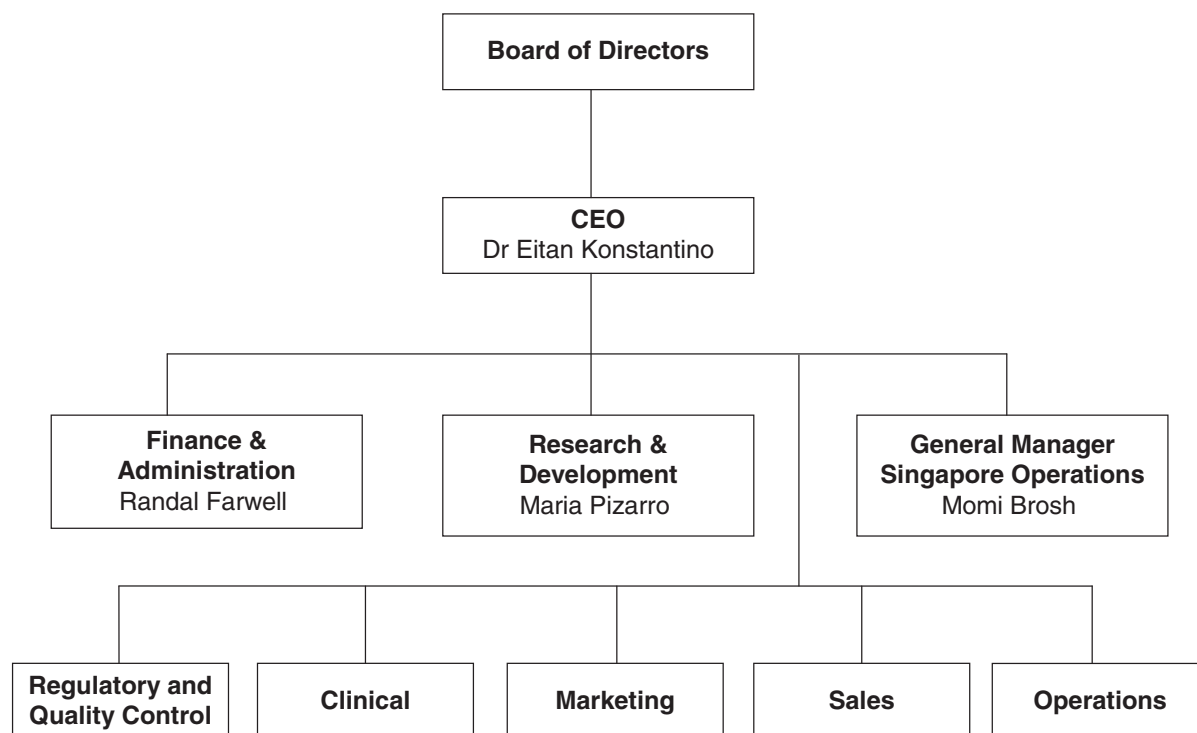 Board of Directors
CEO
Dr Eitan Konstantino
Finance &
Administration
Randal Farwell
Research &
Development
Maria Pizarro
General Manager
Singapore Operations
Momi Brosh
Regulatory and
Quality Control
Clinical
Marketing
Sales
Operations